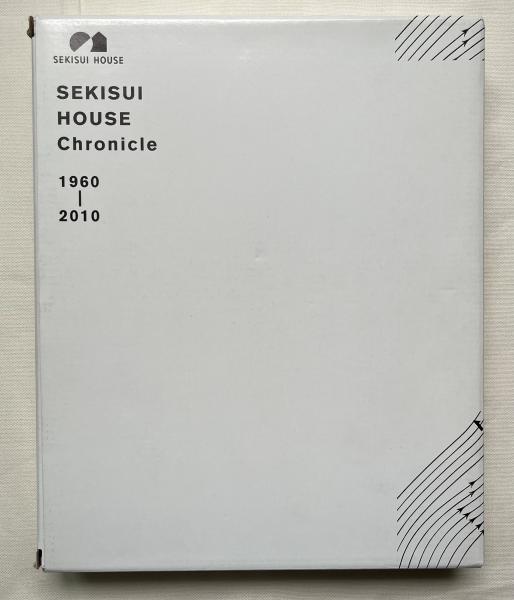 SEKISUI HOUSE
SEKISUI
HOUSE
Chronicle
1960
|
2010